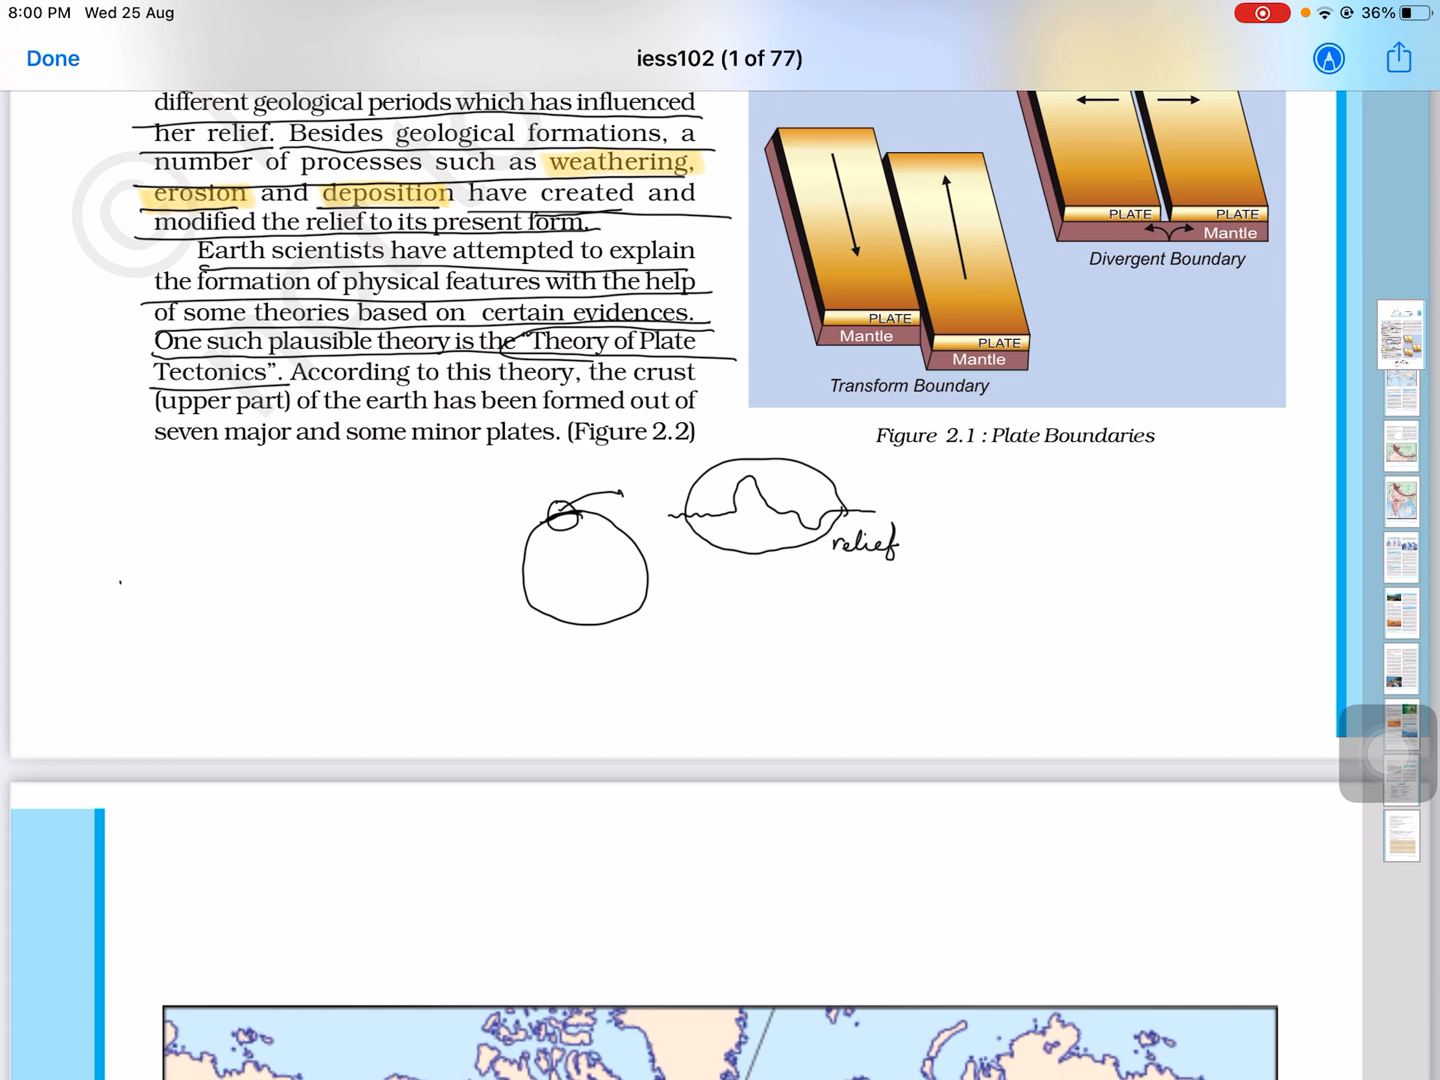 8:00 PM Wed 25 Aug
36%
Done
iess102 (1 of 77)
different geological periods which has influenced
her relief. Besides geological formations, a
number of processes such as weathering,
erosion and deposition have created and
modified the relief to its present form.
Earth scientists have attempted to explain
the formation of physical features with the help
of some theories based on certain evidences.
One such plausible theory is the “Theory of Plate
Tectonics”. According to this theory, the crust
(upper part) of the earth has been formed out of
seven major and some minor plates. (Figure 2.2)
PLATE
PLATE
Mantle
Divergent Boundary
PLATE
Mantle
PLATE
Mantle
Transform Boundary
Figure 2.1 : Plate Boundaries
relief